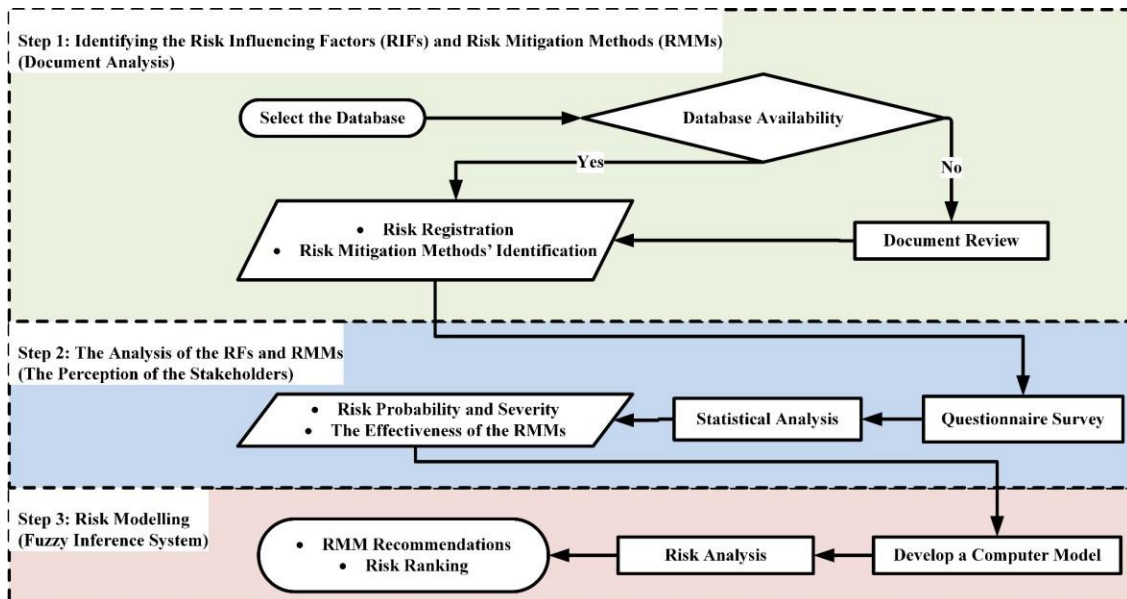 Step 1: Identifying the Risk Influencing Factors (RIFs) and Risk Mitigation Methods (RMMs)
(Document Analysis)
Select the Database
Database Availability
Yes
No
• Risk Registration
• Risk Mitigation Methods' Identification
Document Review
Step 2: The Analysis of the RFs and RMMs
(The Perception of the Stakeholders)
• Risk Probability and Severity
• The Effectiveness of the RMMs
Statistical Analysis
Questionnaire Survey
Step 3: Risk Modelling
(Fuzzy Inference System)
• RMM Recommendations
• Risk Ranking
Risk Analysis
Develop a Computer Model